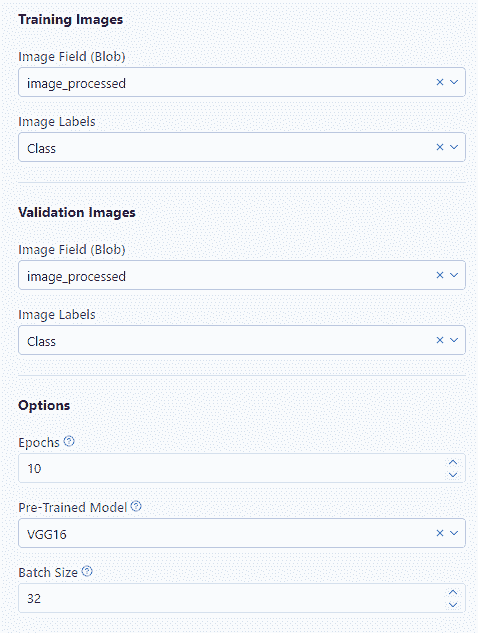 Training Images
Image Field (Blob)
image_processed
Image Labels
Class
Validation Images
Image Field (Blob)
image_processed
Image Labels
Class
Options
Epochs
10
Pre-Trained Model
VGG16
Batch Size
32